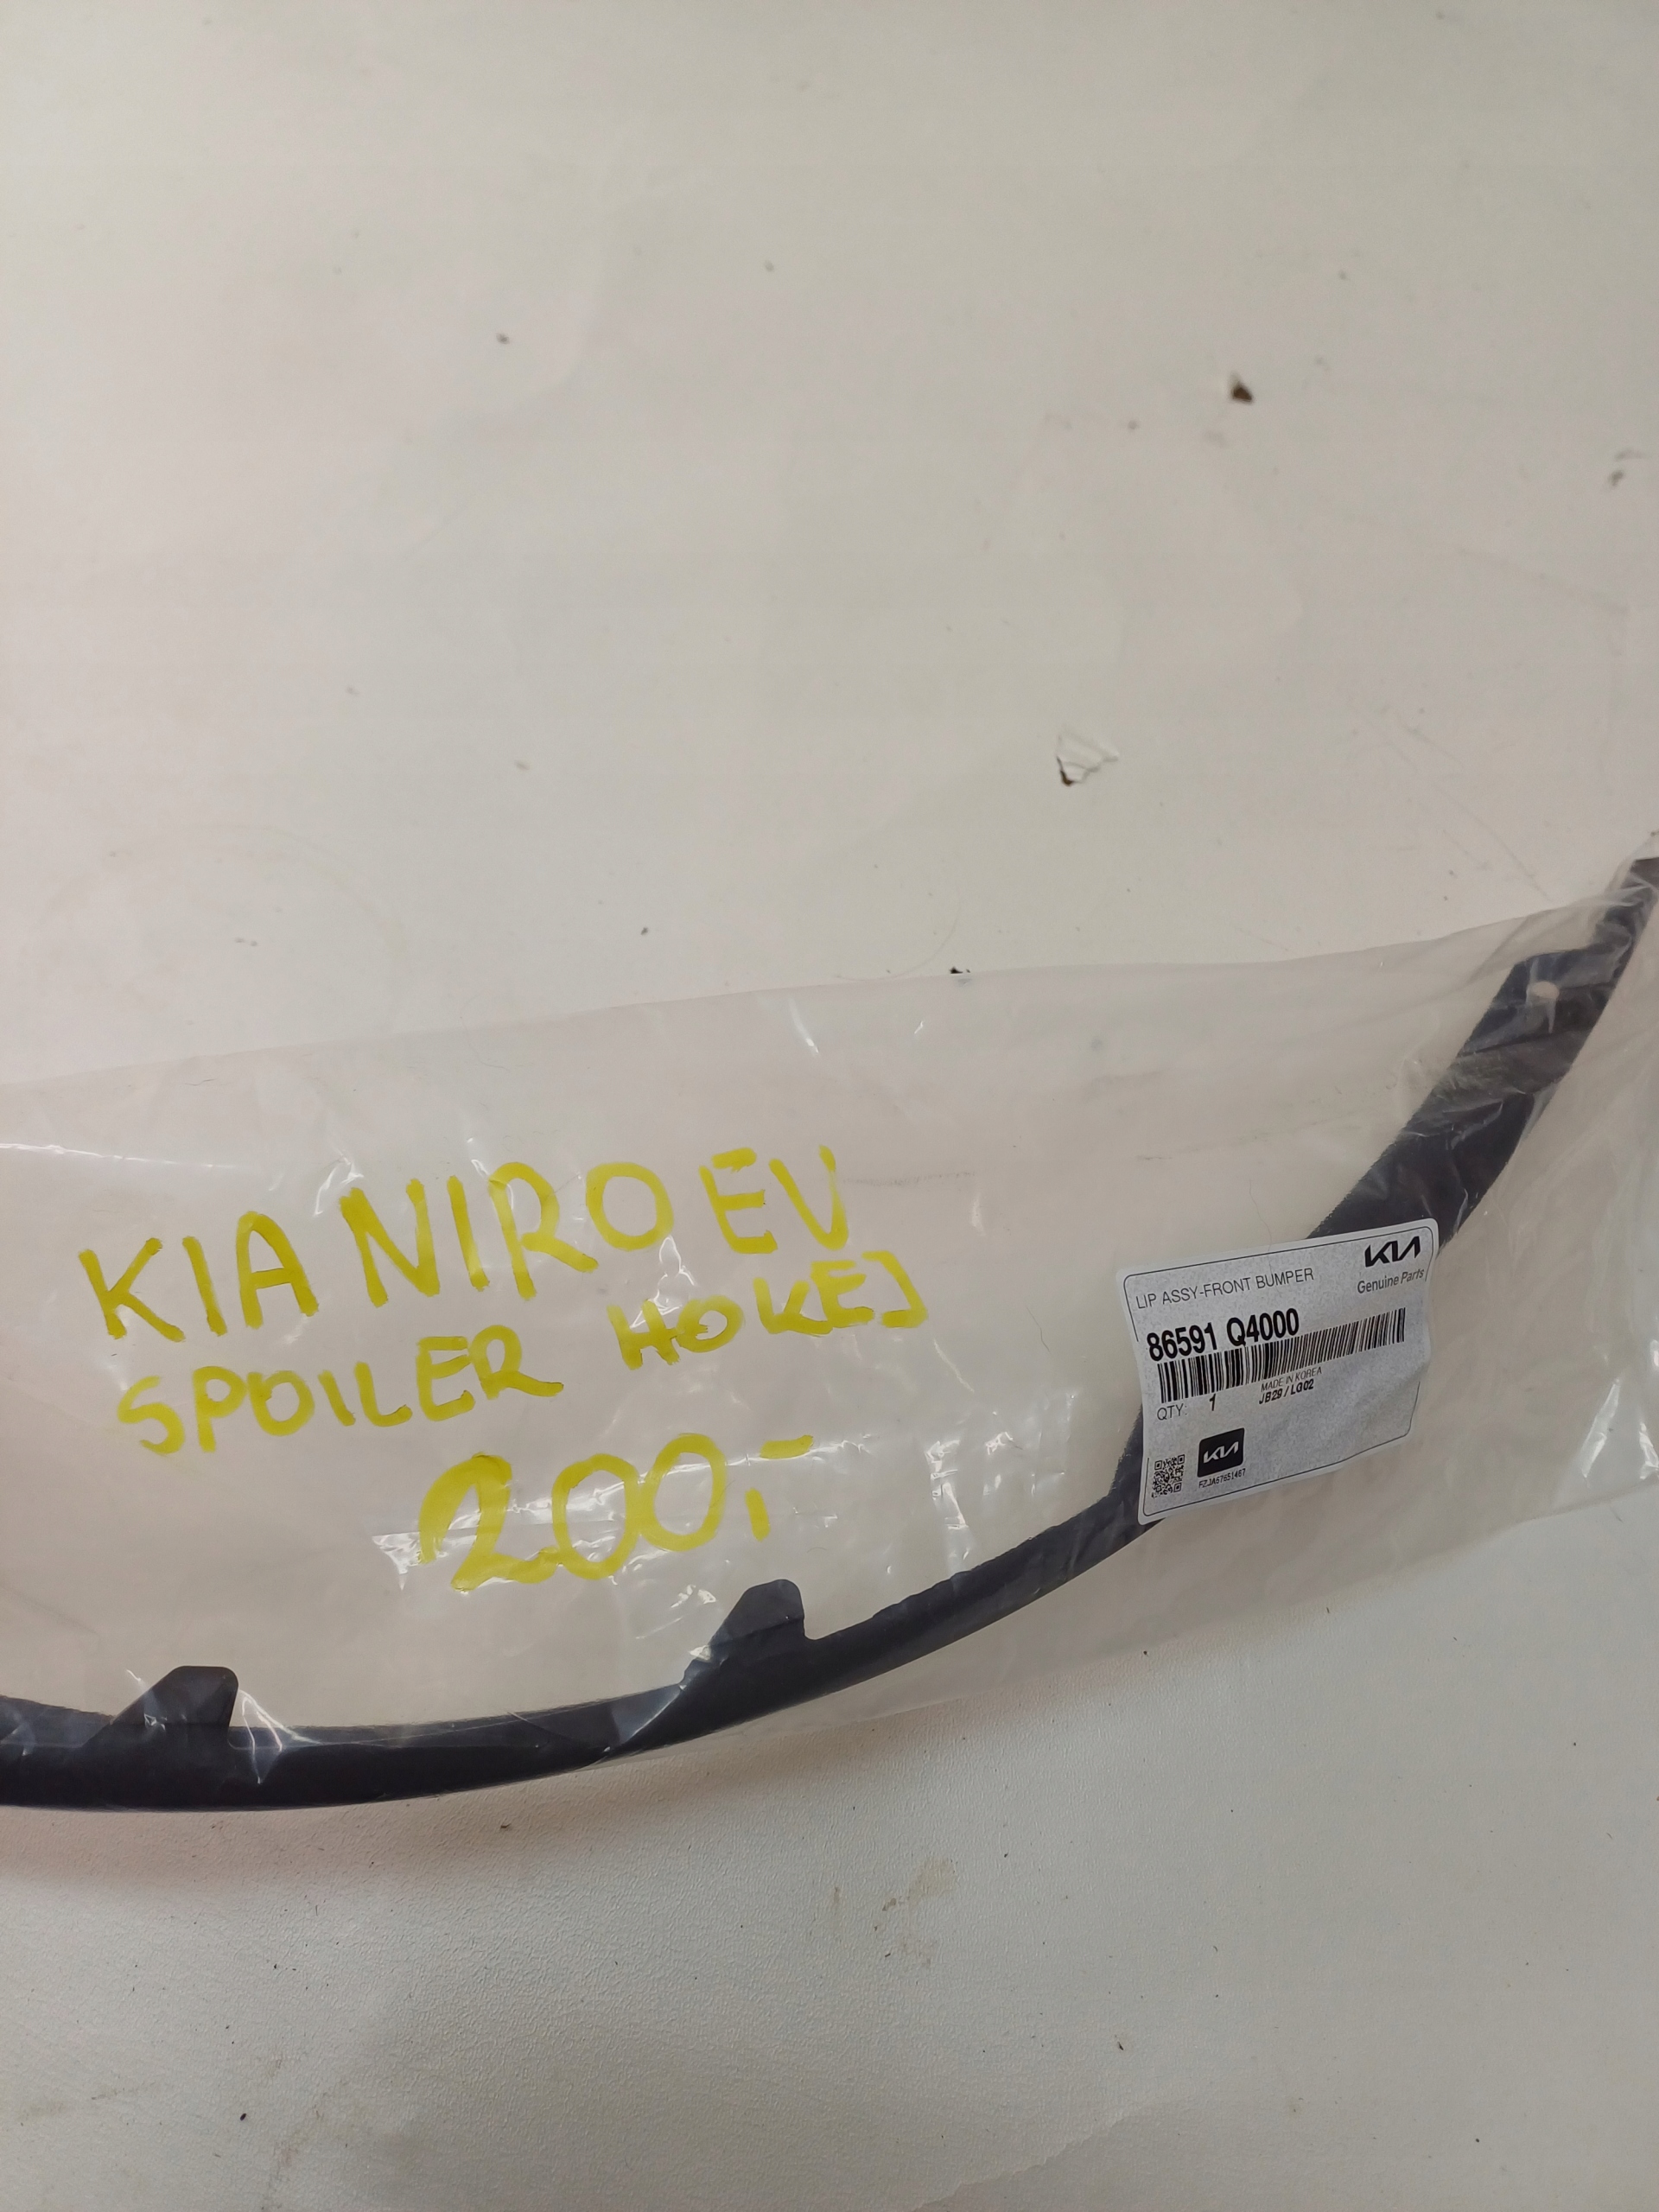 KIA NIRO EV
SPOILER HOKEJ
200,-
KIA
LIP ASSY-FRONT BUMPER
Genuine Parts
86591 Q4000
MADE IN KOREA
QTY: 1 JB29 / LG02
KIA